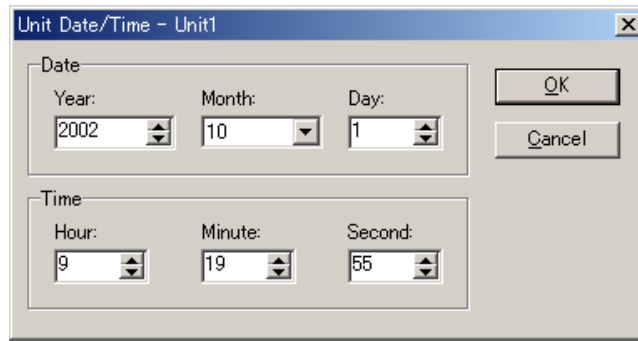 Unit Date/Time - Unit1
Date
Year: Month: Day:
2002 10 1
OK
Cancel
Time
Hour: Minute: Second:
9 19 55